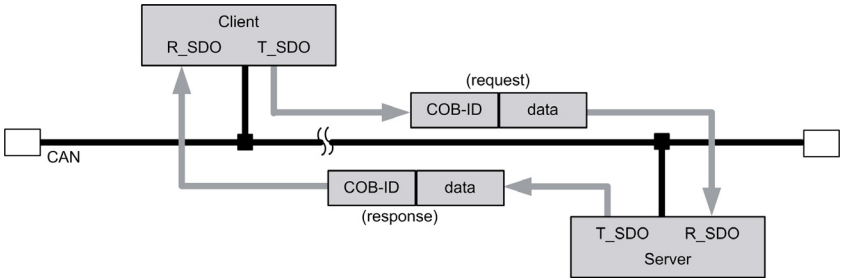 Client
R_SDO T_SDO
(request)
COB-ID data
CAN
COB-ID data
(response)
T_SDO R_SDO
Server